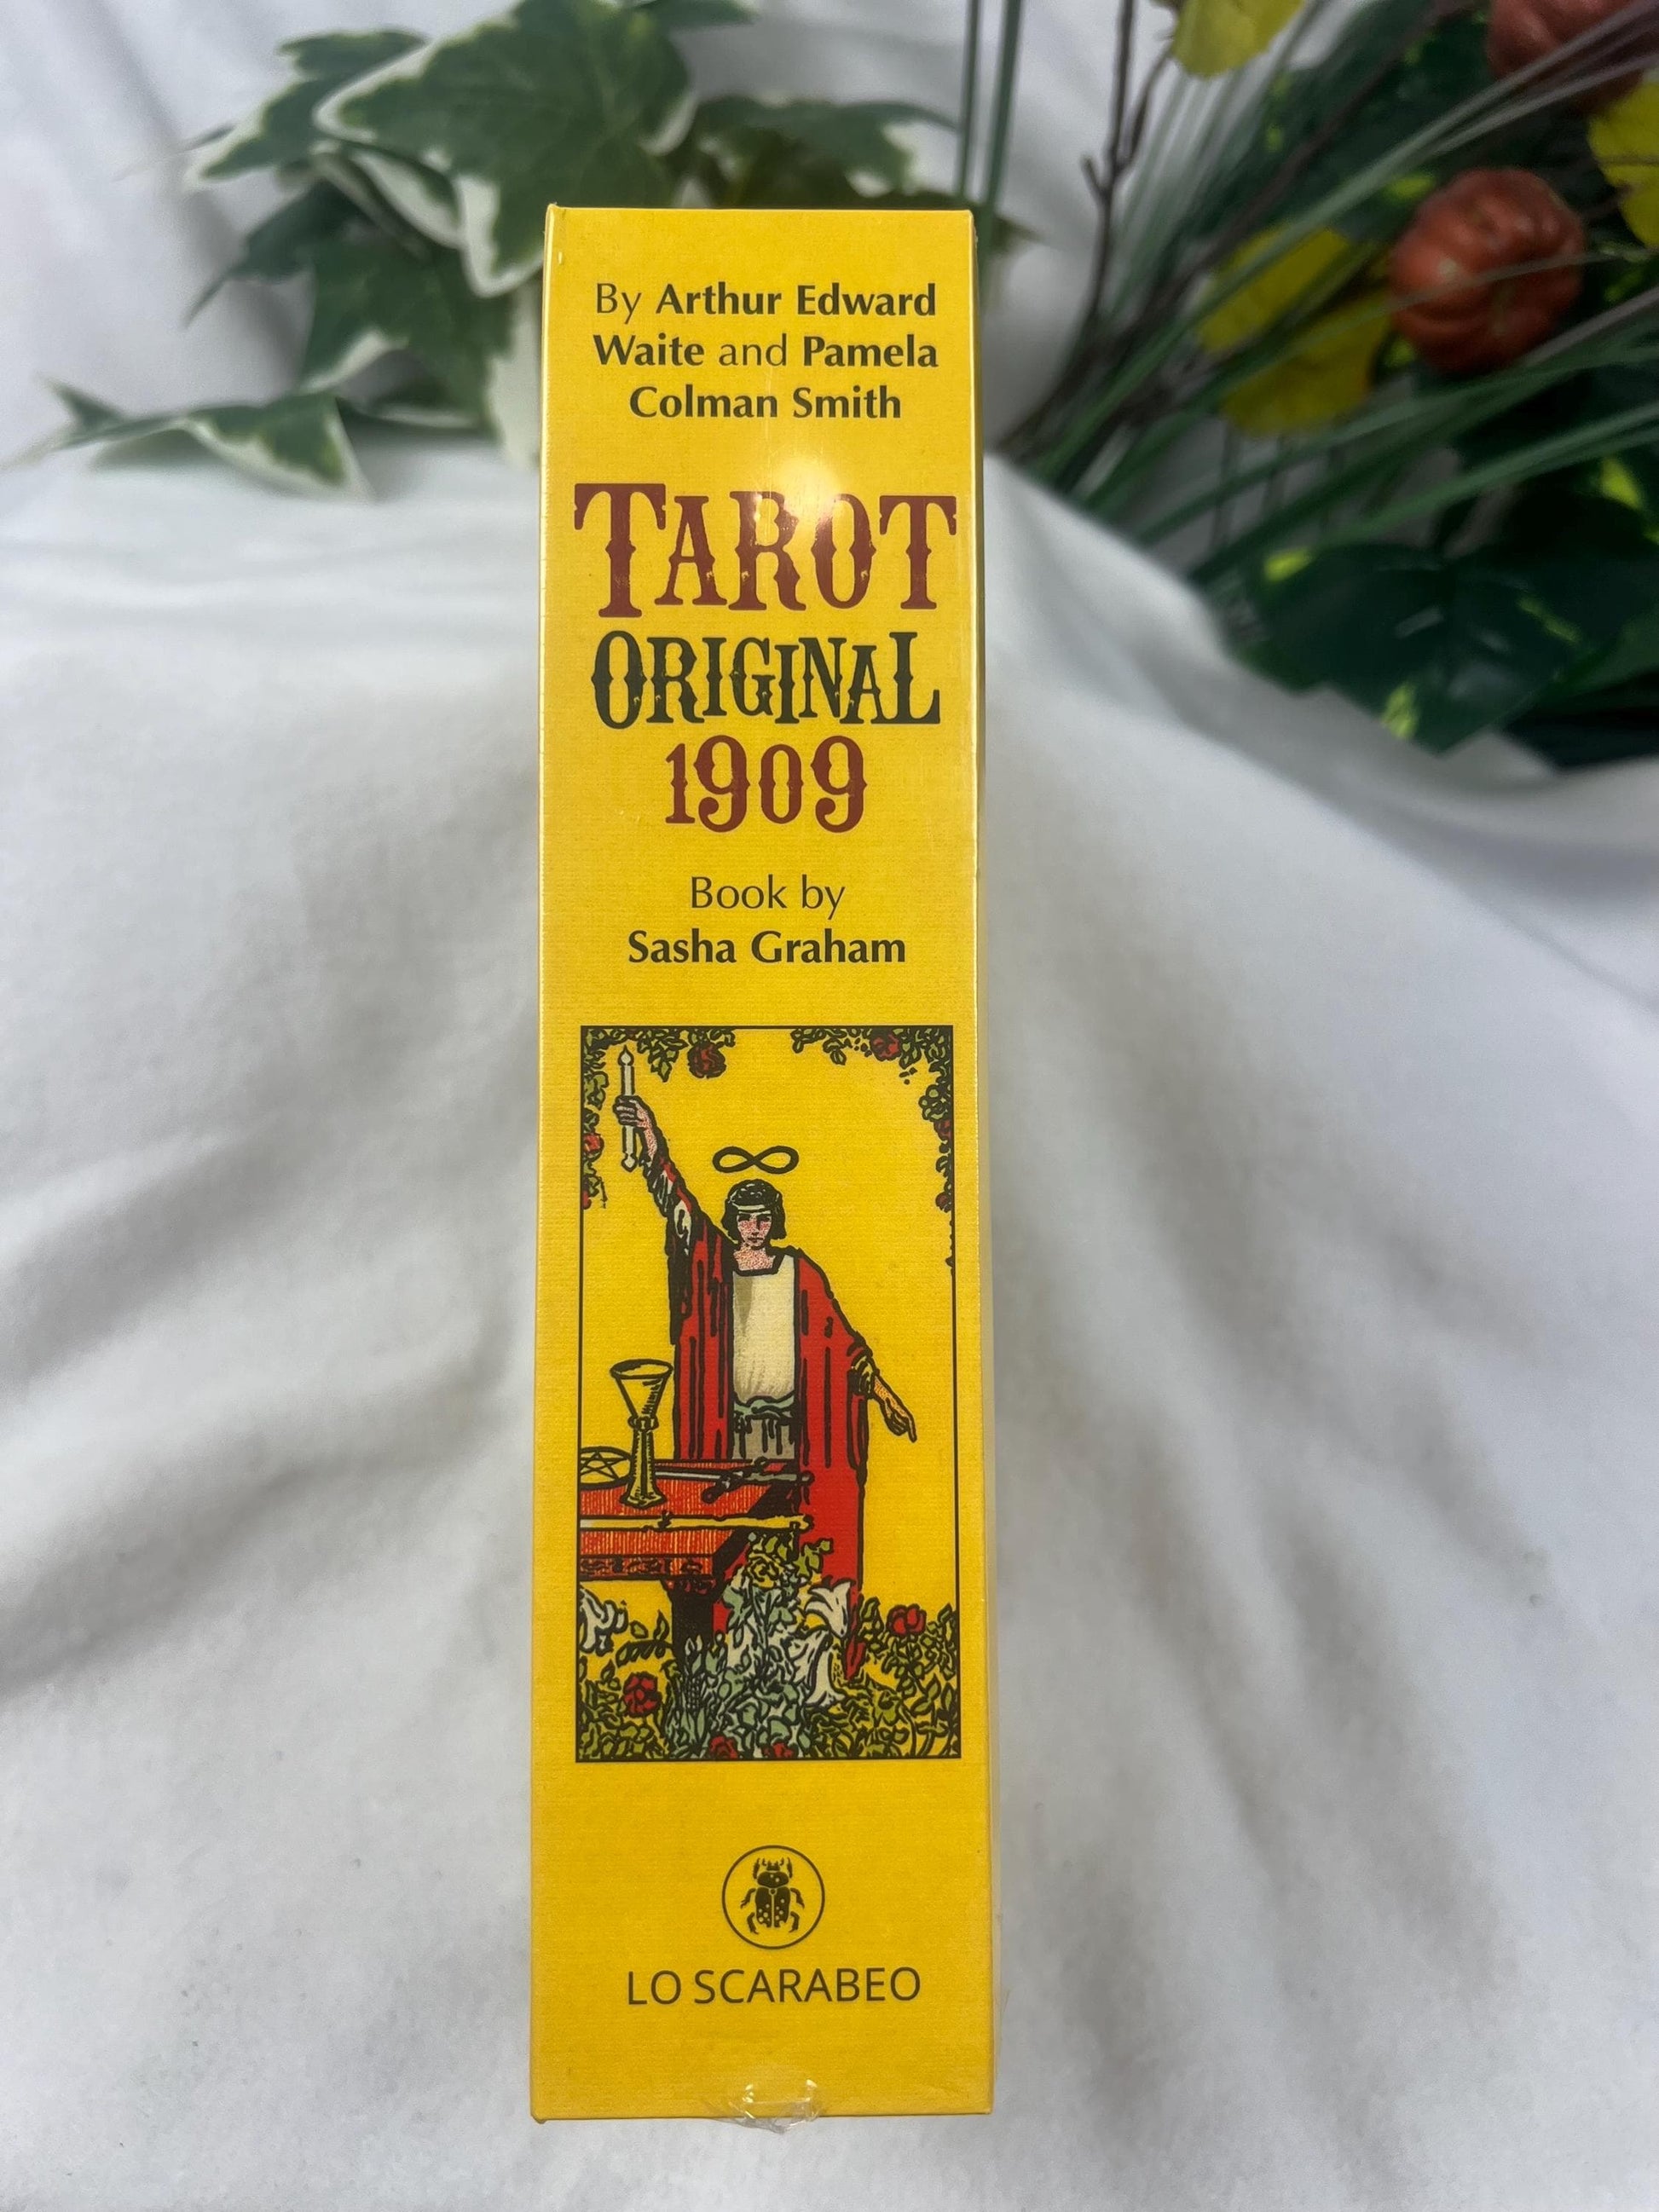 By Arthur Edward
Waite and Pamela
Colman Smith
TAROT
ORIGINAL
1909
Book by
Sasha Graham
LO SCARABEO